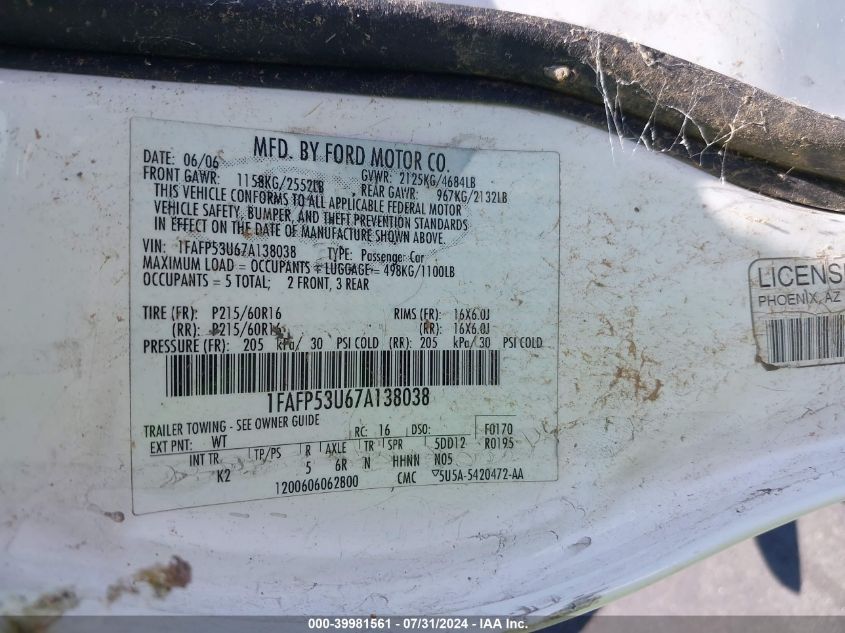 MFD. BY FORD MOTOR CO.
DATE: 06/06 GVWR: 2125KG/4684LB
FRONT GAWR: 1158KG/2552LB REAR GAWR: 967KG/2132LB
THIS VEHICLE CONFORMS TO ALL APPLICABLE FEDERAL MOTOR
VEHICLE SAFETY, BUMPER, AND THEFT PREVENTION STANDARDS
IN EFFECT ON THE DATE OF MANUFACTURE SHOWN ABOVE.
VIN: 1FAFP53U67A138038 TYPE: Passenger Car
MAXIMUM LOAD = OCCUPANTS + LUGGAGE = 498KG/1100LB
OCCUPANTS = 5 TOTAL; 2 FRONT, 3 REAR
TIRE (FR): P215/60R16 RIMS (FR): 16X6.0J
(RR): P215/60R16 (RR): 16X6.0J
PRESSURE (FR): 205 kPa/ 30 PSI COLD (RR): 205 kPa/ 30 PSI COLD
1FAFP53U67A138038
TRAILER TOWING - SEE OWNER GUIDE
EXT PNT: WT RC: 16 DSO: F0170
R0195
INT TR TP/PS R AXLE TR SPR 5DD12
K2 5 6R N HHNN N05
1200606062800 CMC 5U5A-5420472-AA
LICENS
PHOENIX, AZ
000-39981561 / 07/31/2024 - IAA Inc.